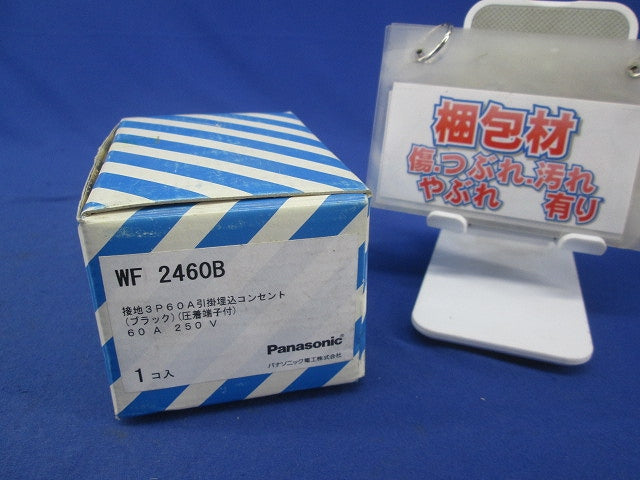 WF 2460B
接地3P60A引掛埋込コンセント
(ブラック)(圧着端子付)
60A 250V
Panasonic
パナソニック電工株式会社
1コ入
梱包材
傷・つぶれ・汚れ
やぶれ 有り